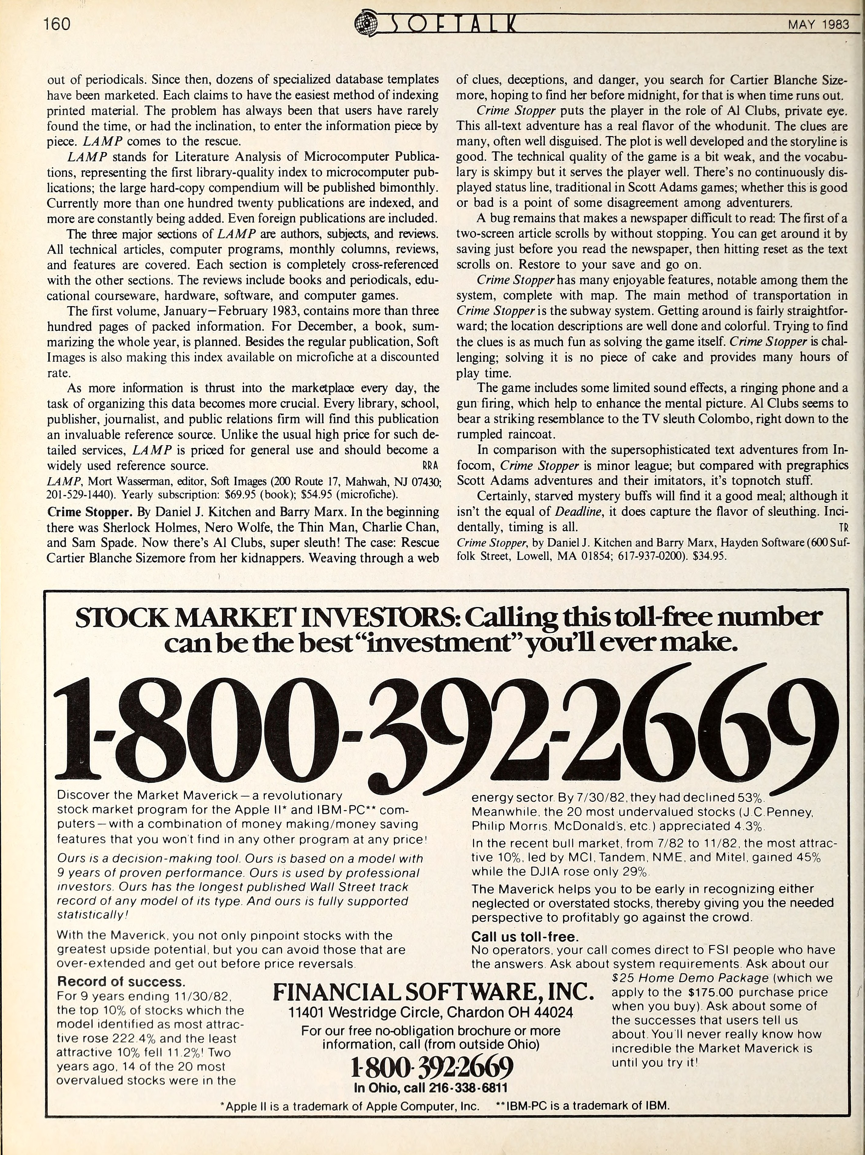 160
SOFTALK
MAY 1983
out of periodicals. Since then, dozens of specialized database templates
have been marketed. Each claims to have the easiest method of indexing
printed material. The problem has always been that users have rarely
found the time, or had the inclination, to enter the information piece by
piece. LAMP comes to the rescue.
LAMP stands for Literature Analysis of Microcomputer Publica-
tions, representing the first library-quality index to microcomputer pub-
lications; the large hard-copy compendium will be published bimonthly.
Currently more than one hundred twenty publications are indexed, and
more are constantly being added. Even foreign publications are included.
The three major sections of LAMP are authors, subjects, and reviews.
All technical articles, computer programs, monthly columns, reviews,
and features are covered. Each section is completely cross-referenced
with the other sections. The reviews include books and periodicals, edu-
cational courseware, hardware, software, and computer games.
The first volume, January–February 1983, contains more than three
hundred pages of packed information. For December, a book, sum-
marizing the whole year, is planned. Besides the regular publication, Soft
Images is also making this index available on microfiche at a discounted
rate.
As more information is thrust into the marketplace every day, the
task of organizing this data becomes more crucial. Every library, school,
publisher, journalist, and public relations firm will find this publication
an invaluable reference source. Unlike the usual high price for such de-
tailed services, LAMP is priced for general use and should become a
widely used reference source. RRA
LAMP, Mort Wasserman, editor, Soft Images (200 Route 17, Mahwah, NJ 07430;
201-529-1440). Yearly subscription: $69.95 (book); $54.95 (microfiche).
Crime Stopper. By Daniel J. Kitchen and Barry Marx. In the beginning
there was Sherlock Holmes, Nero Wolfe, the Thin Man, Charlie Chan,
and Sam Spade. Now there's Al Clubs, super sleuth! The case: Rescue
Cartier Blanche Sizemore from her kidnappers. Weaving through a web
of clues, deceptions, and danger, you search for Cartier Blanche Size-
more, hoping to find her before midnight, for that is when time runs out.
Crime Stopper puts the player in the role of Al Clubs, private eye.
This all-text adventure has a real flavor of the whodunit. The clues are
many, often well disguised. The plot is well developed and the storyline is
good. The technical quality of the game is a bit weak, and the vocabu-
lary is skimpy but it serves the player well. There's no continuously dis-
played status line, traditional in Scott Adams games; whether this is good
or bad is a point of some disagreement among adventurers.
A bug remains that makes a newspaper difficult to read: The first of a
two-screen article scrolls by without stopping. You can get around it by
saving just before you read the newspaper, then hitting reset as the text
scrolls on. Restore to your save and go on.
Crime Stopper has many enjoyable features, notable among them the
system, complete with map. The main method of transportation in
Crime Stopper is the subway system. Getting around is fairly straightfor-
ward; the location descriptions are well done and colorful. Trying to find
the clues is as much fun as solving the game itself. Crime Stopper is chal-
lenging; solving it is no piece of cake and provides many hours of
play time.
The game includes some limited sound effects, a ringing phone and a
gun firing, which help to enhance the mental picture. Al Clubs seems to
bear a striking resemblance to the TV sleuth Colombo, right down to the
rumpled raincoat.
In comparison with the supersophisticated text adventures from In-
focom, Crime Stopper is minor league; but compared with pregraphics
Scott Adams adventures and their imitators, it's topnotch stuff.
Certainly, starved mystery buffs will find it a good meal; although it
isn't the equal of Deadline, it does capture the flavor of sleuthing. Inci-
dentally, timing is all. TR
Crime Stopper, by Daniel J. Kitchen and Barry Marx, Hayden Software (600 Suf-
folk Street, Lowell, MA 01854; 617-937-0200). $34.95.
STOCK MARKET INVESTORS: Calling this toll-free number
can be the best "investment" you'll ever make.
1-800-392-2669
Discover the Market Maverick — a revolutionary
stock market program for the Apple II* and IBM-PC** com-
puters — with a combination of money making/money saving
features that you won't find in any other program at any price!
Ours is a decision-making tool. Ours is based on a model with
9 years of proven performance. Ours is used by professional
investors. Ours has the longest published Wall Street track
record of any model of its type. And ours is fully supported
statistically!
With the Maverick, you not only pinpoint stocks with the
greatest upside potential, but you can avoid those that are
over-extended and get out before price reversals.
Record of success.
For 9 years ending 11/30/82,
the top 10% of stocks which the
model identified as most attrac-
tive rose 222.4% and the least
attractive 10% fell 11.2%! Two
years ago, 14 of the 20 most
overvalued stocks were in the
energy sector. By 7/30/82, they had declined 53%.
Meanwhile, the 20 most undervalued stocks (J.C. Penney,
Philip Morris, McDonald's, etc.) appreciated 4.3%.
In the recent bull market, from 7/82 to 11/82, the most attrac-
tive 10%, led by MCI, Tandem, NME, and Mitel, gained 45%
while the DJIA rose only 29%.
The Maverick helps you to be early in recognizing either
neglected or overstated stocks, thereby giving you the needed
perspective to profitably go against the crowd.
Call us toll-free.
No operators, your call comes direct to FSI people who have
the answers. Ask about system requirements. Ask about our
$25 Home Demo Package (which we
apply to the $175.00 purchase price
when you buy). Ask about some of
the successes that users tell us
about. You'll never really know how
incredible the Market Maverick is
until you try it!
FINANCIAL SOFTWARE, INC.
11401 Westridge Circle, Chardon OH 44024
For our free no-obligation brochure or more
information, call (from outside Ohio)
1-800-392-2669
In Ohio, call 216-338-6811
*Apple II is a trademark of Apple Computer, Inc. **IBM-PC is a trademark of IBM.